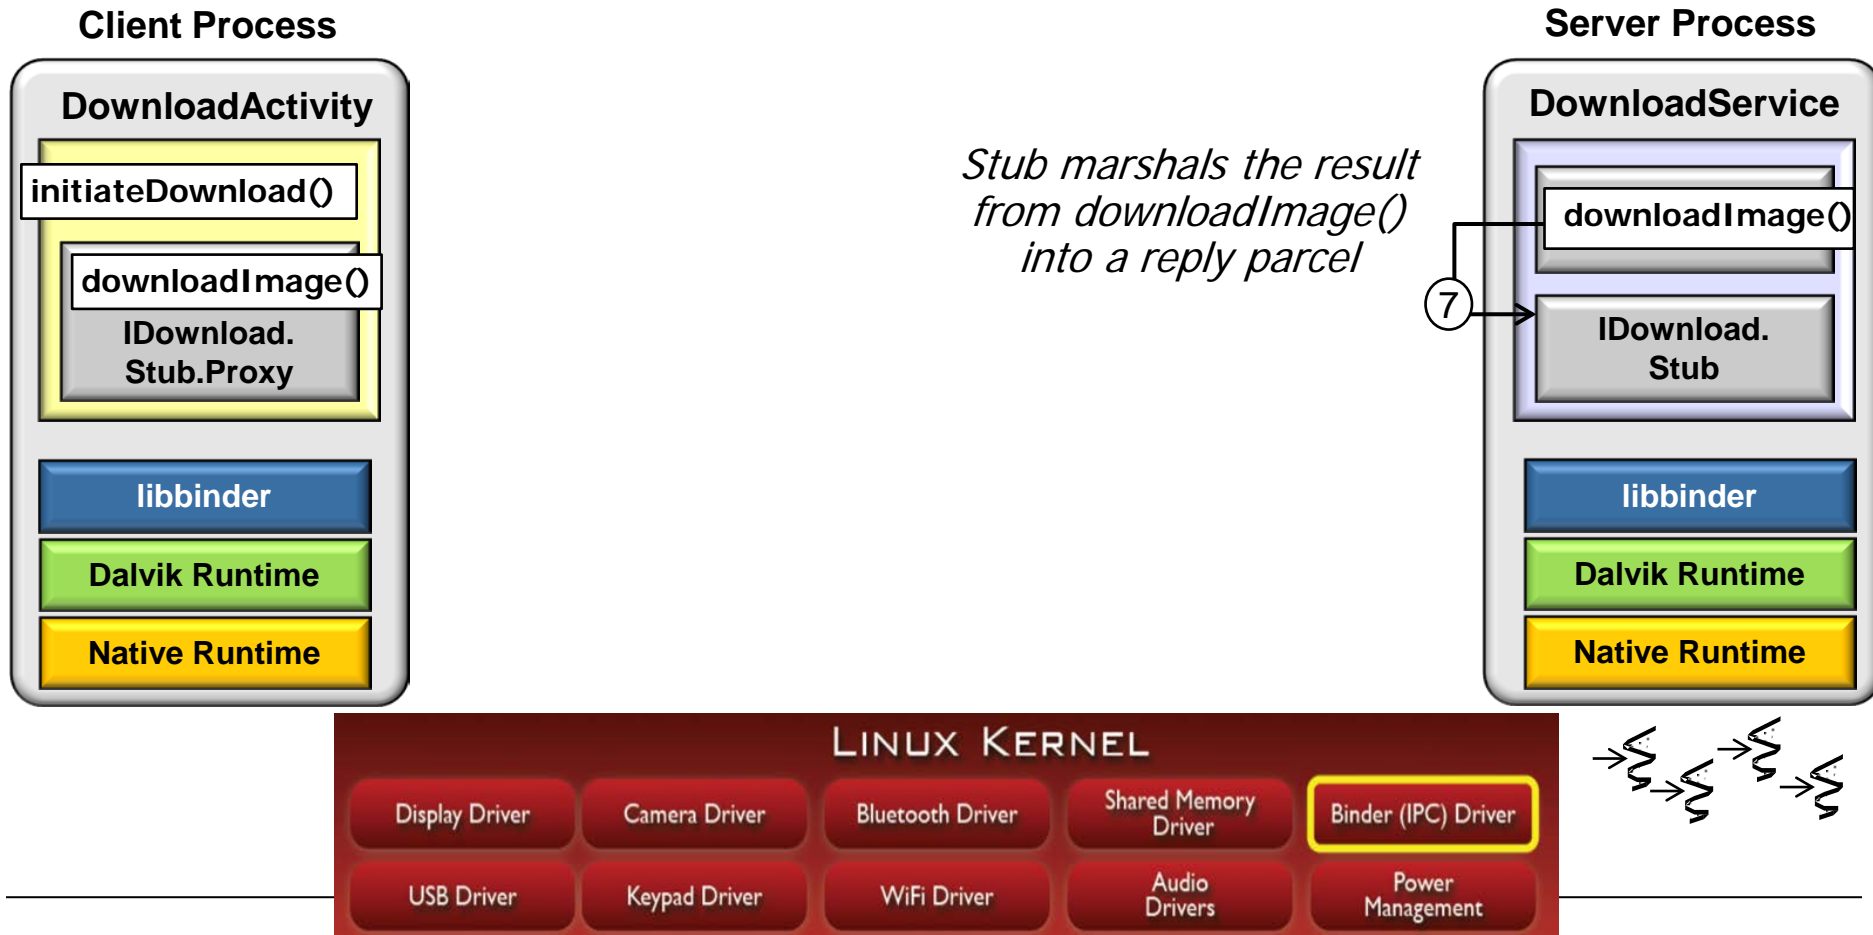 Client Process
DownloadActivity
initiateDownload()
downloadImage()
IDownload.
Stub.Proxy
libbinder
Dalvik Runtime
Native Runtime
Stub marshals the result
from downloadImage()
into a reply parcel
7
Server Process
DownloadService
downloadImage()
IDownload.
Stub
libbinder
Dalvik Runtime
Native Runtime
LINUX KERNEL
Display Driver
Camera Driver
Bluetooth Driver
Shared Memory
Driver
Binder (IPC) Driver
USB Driver
Keypad Driver
WiFi Driver
Audio
Drivers
Power
Management